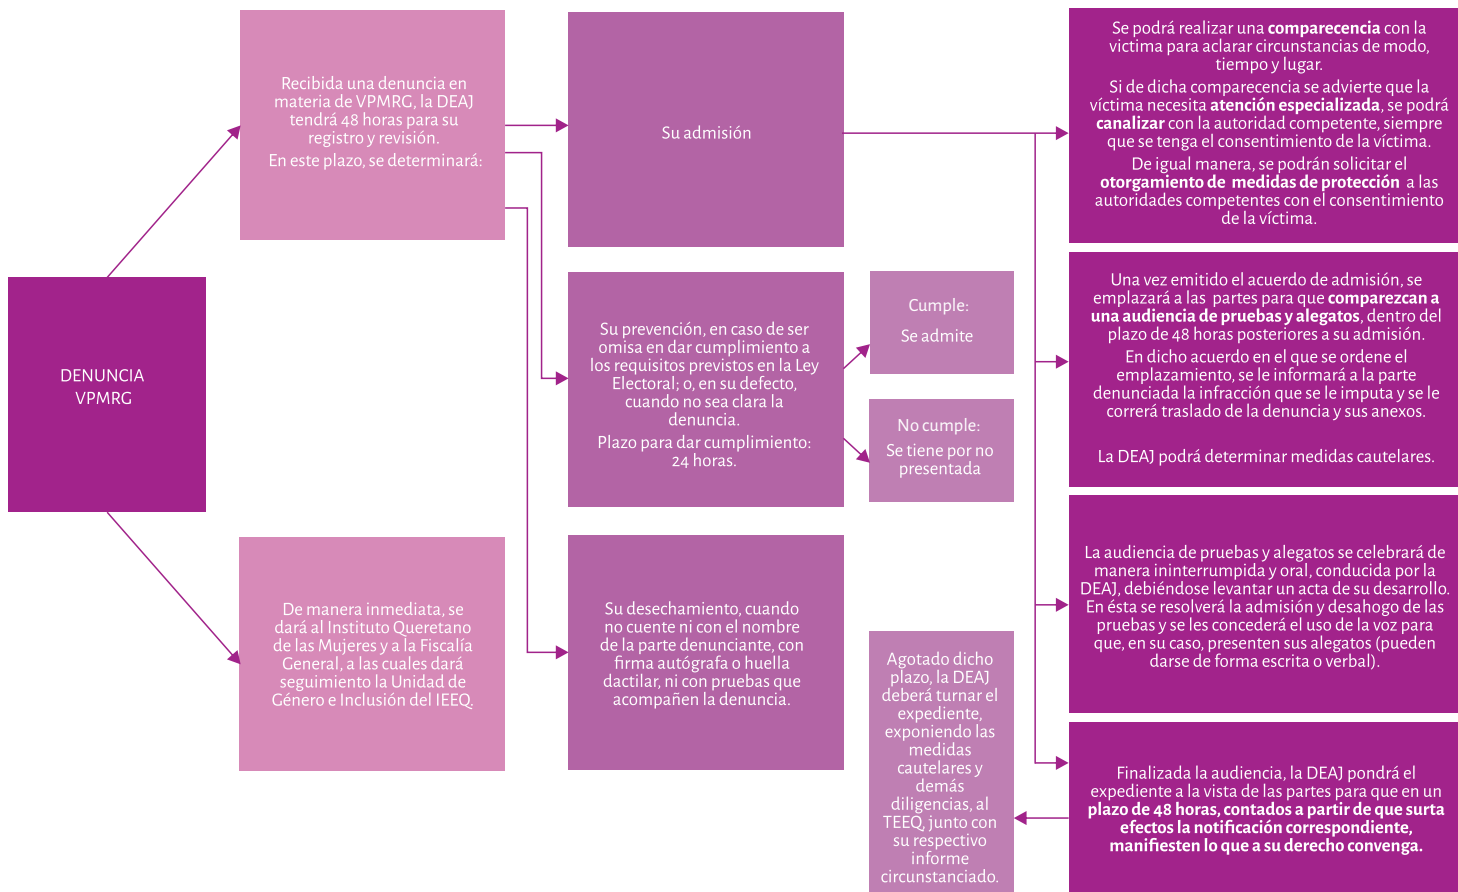 DENUNCIA
VPMRG
Recibida una denuncia en
materia de VPMRG, la DEAJ
tendrá 48 horas para su
registro y revisión.
En este plazo, se determinará:
De manera inmediata, se
dará al Instituto Queretano
de las Mujeres y a la Fiscalía
General, a las cuales dará
seguimiento la Unidad de
Género e Inclusión del IEEQ.
Su admisión
Su prevención, en caso de ser
omisa en dar cumplimiento a
los requisitos previstos en la Ley
Electoral; o, en su defecto,
cuando no sea clara la
denuncia.
Plazo para dar cumplimiento:
24 horas.
Cumple:
Se admite
No cumple:
Se tiene por no
presentada
Su desechamiento, cuando
no cuente ni con el nombre
de la parte denunciante, con
firma autógrafa o huella
dactilar, ni con pruebas que
acompañen la denuncia.
Se podrá realizar una comparecencia con la
victima para aclarar circunstancias de modo,
tiempo y lugar.
Si de dicha comparecencia se advierte que la
víctima necesita atención especializada, se podrá
canalizar con la autoridad competente, siempre
que se tenga el consentimiento de la víctima.
De igual manera, se podrán solicitar el
otorgamiento de medidas de protección a las
autoridades competentes con el consentimiento
de la víctima.
Una vez emitido el acuerdo de admisión, se
emplazará a las partes para que comparezcan a
una audiencia de pruebas y alegatos, dentro del
plazo de 48 horas posteriores a su admisión.
En dicho acuerdo en el que se ordene el
emplazamiento, se le informará a la parte
denunciada la infracción que se le imputa y se le
correrá traslado de la denuncia y sus anexos.
La DEAJ podrá determinar medidas cautelares.
La audiencia de pruebas y alegatos se celebrará de
manera ininterrumpida y oral, conducida por la
DEAJ, debiéndose levantar un acta de su desarrollo.
En ésta se resolverá la admisión y desahogo de las
pruebas y se les concederá el uso de la voz para
que, en su caso, presenten sus alegatos (pueden
darse de forma escrita o verbal).
Finalizada la audiencia, la DEAJ pondrá el
expediente a la vista de las partes para que en un
plazo de 48 horas, contados a partir de que surta
efectos la notificación correspondiente,
manifiesten lo que a su derecho convenga.
Agotado dicho
plazo, la DEAJ
deberá turnar el
expediente,
exponiendo las
medidas
cautelares y
demás
diligencias, al
TEEQ, junto con
su respectivo
informe
circunstanciado.